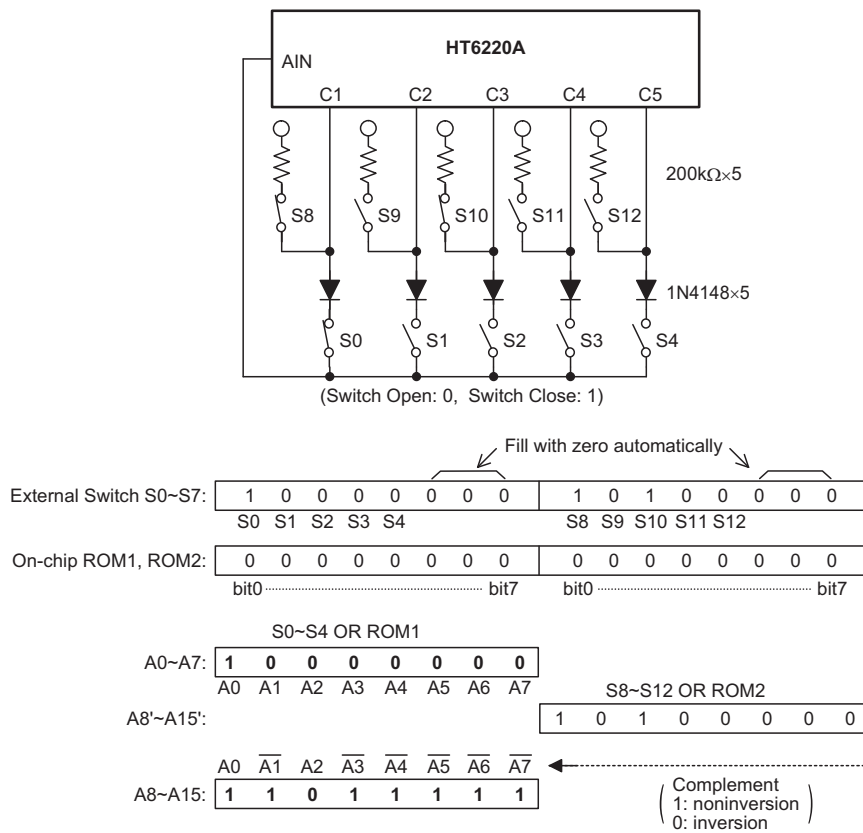 HT6220A
AIN
C1 C2 C3 C4 C5
200kΩ×5
S8 S9 S10 S11 S12
1N4148×5
S0 S1 S2 S3 S4
(Switch Open: 0, Switch Close: 1)
Fill with zero automatically
External Switch S0~S7: 1 0 0 0 0 0 0 0 1 0 1 0 0 0 0 0
S0 S1 S2 S3 S4 S8 S9 S10 S11 S12
On-chip ROM1, ROM2: 0 0 0 0 0 0 0 0 0 0 0 0 0 0 0 0
bit0 bit7 bit0 bit7
S0~S4 OR ROM1
A0~A7: 1 0 0 0 0 0 0 0
A0 A1 A2 A3 A4 A5 A6 A7
S8~S12 OR ROM2
A8'~A15': 1 0 1 0 0 0 0 0
A0 A̅1̅ A2 A̅3̅ A̅4̅ A̅5̅ A̅6̅ A̅7̅
A8~A15: 1 1 0 1 1 1 1 1
Complement
1: noninversion
0: inversion